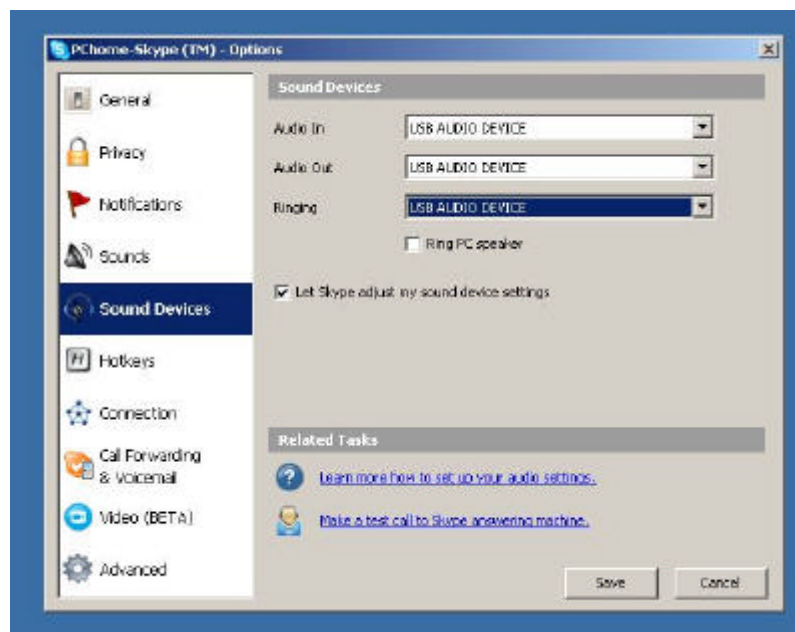 PChome-Skype (TM) - Options
General
Privacy
Notifications
Sounds
Sound Devices
Hotkeys
Connection
Call Forwarding
& Voicemail
Video (BETA)
Advanced
Sound Devices
Audio In
USB AUDIO DEVICE
Audio Out
USB AUDIO DEVICE
Ringing
USB AUDIO DEVICE
Ring PC speaker
Let Skype adjust my sound device settings
Related Tasks
Learn more how to set up your audio settings.
Make a test call to Skype answering machine.
Save
Cancel